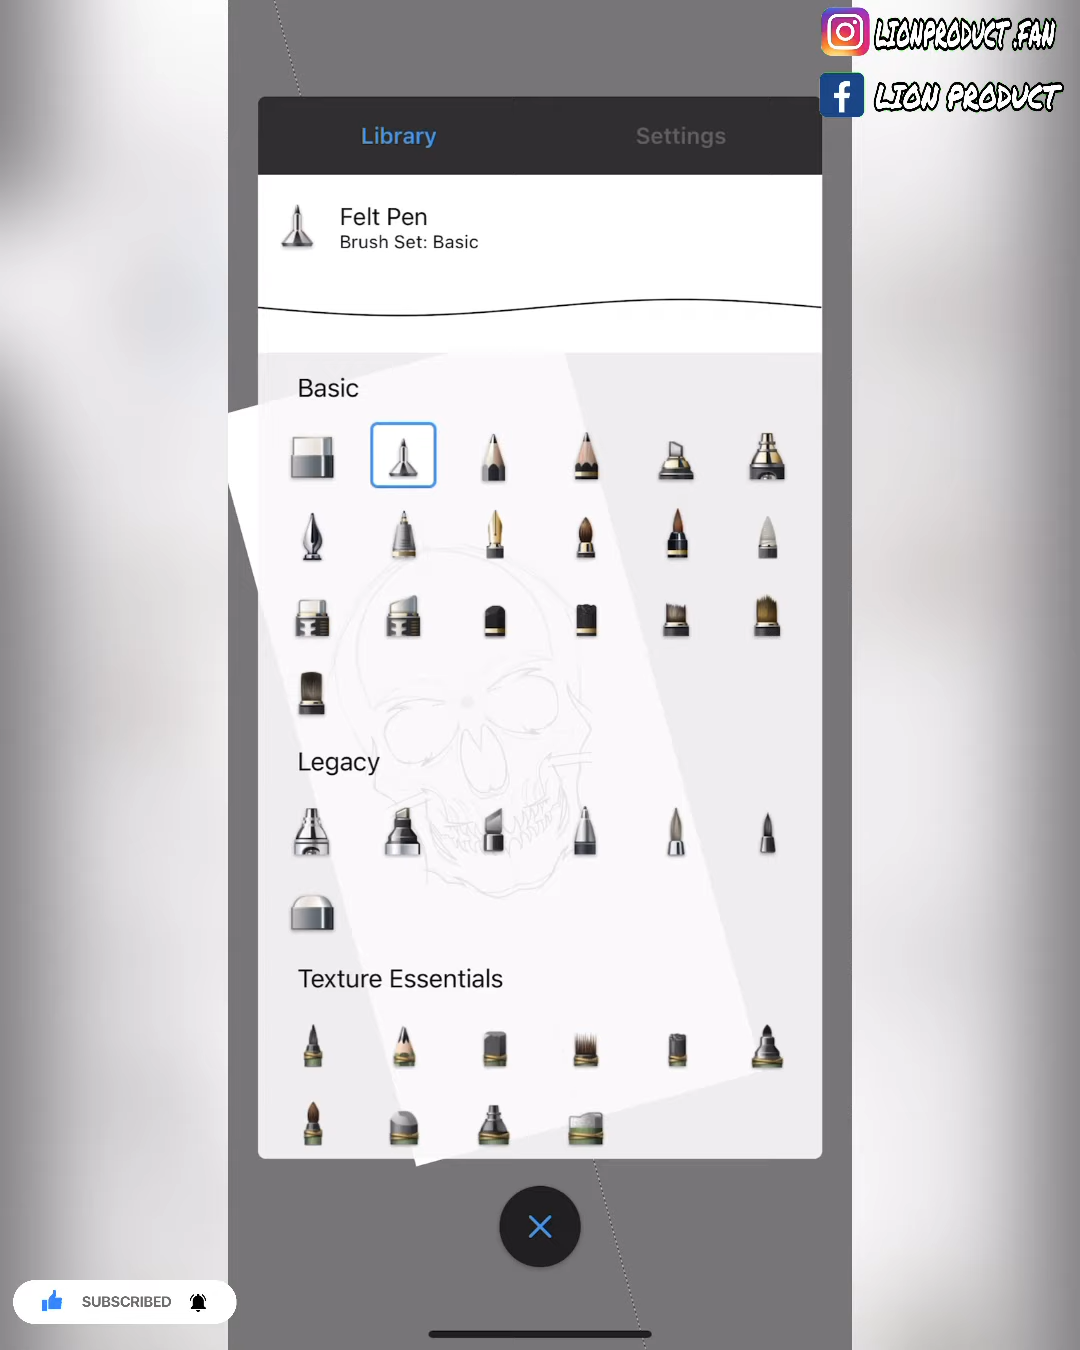 LIONPRODUCT.FAN
LION PRODUCT
Library
Settings
Felt Pen
Brush Set: Basic
Basic
Legacy
Texture Essentials
SUBSCRIBED